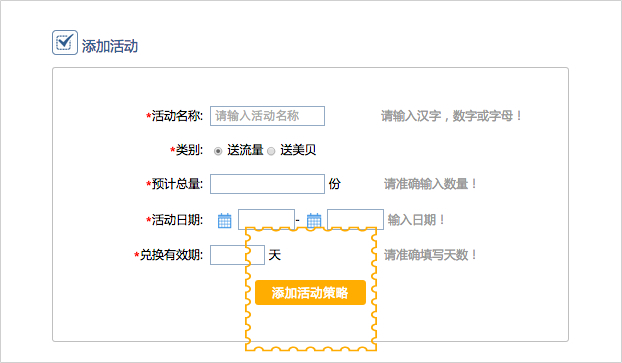 添加活动
*活动名称: 请输入活动名称 请输入汉字，数字或字母！
*类别: 送流量 送美贝
*预计总量: 份 请准确输入数量！
*活动日期: - 输入日期！
*兑换有效期: 天 请准确填写天数！
添加活动策略